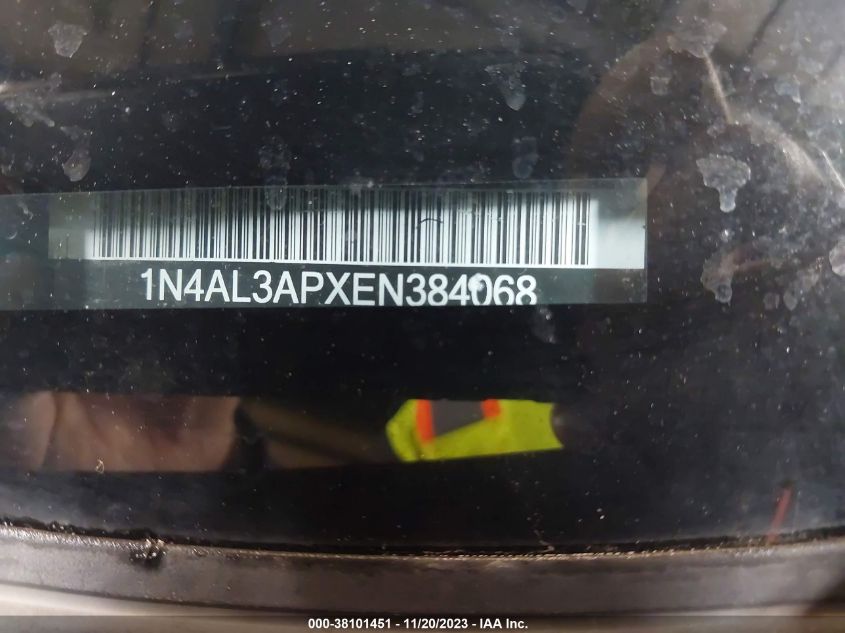 1N4AL3APXEN384068
000-38101451 - 11/20/2023 - IAA Inc.